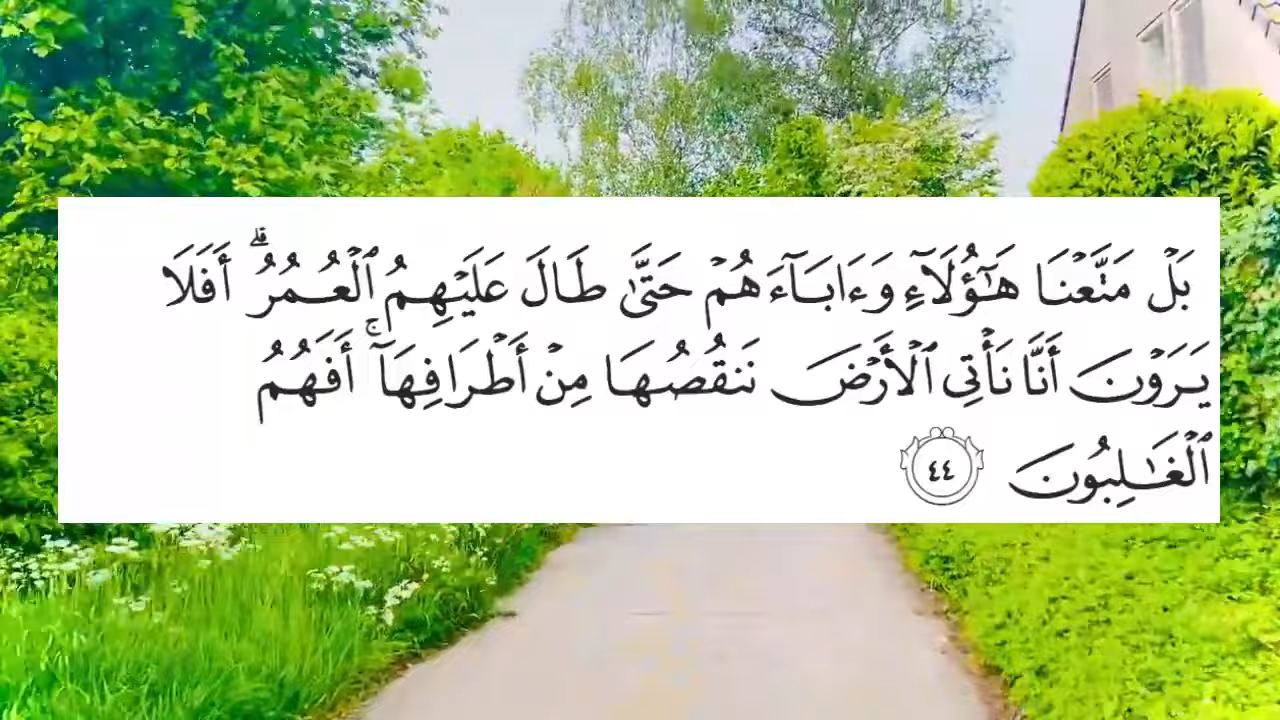 بَلْ مَتَّعْنَا هَـٰٓؤُلَآءِ وَءَابَآءَهُمْ حَتَّىٰ طَالَ عَلَيْهِمُ ٱلْعُمُرُ ۗ أَفَلَا
يَرَوْنَ أَنَّا نَأْتِى ٱلْأَرْضَ نَنقُصُهَا مِنْ أَطْرَافِهَآ ۚ أَفَهُمُ
ٱلْغَـٰلِبُونَ ٤٤